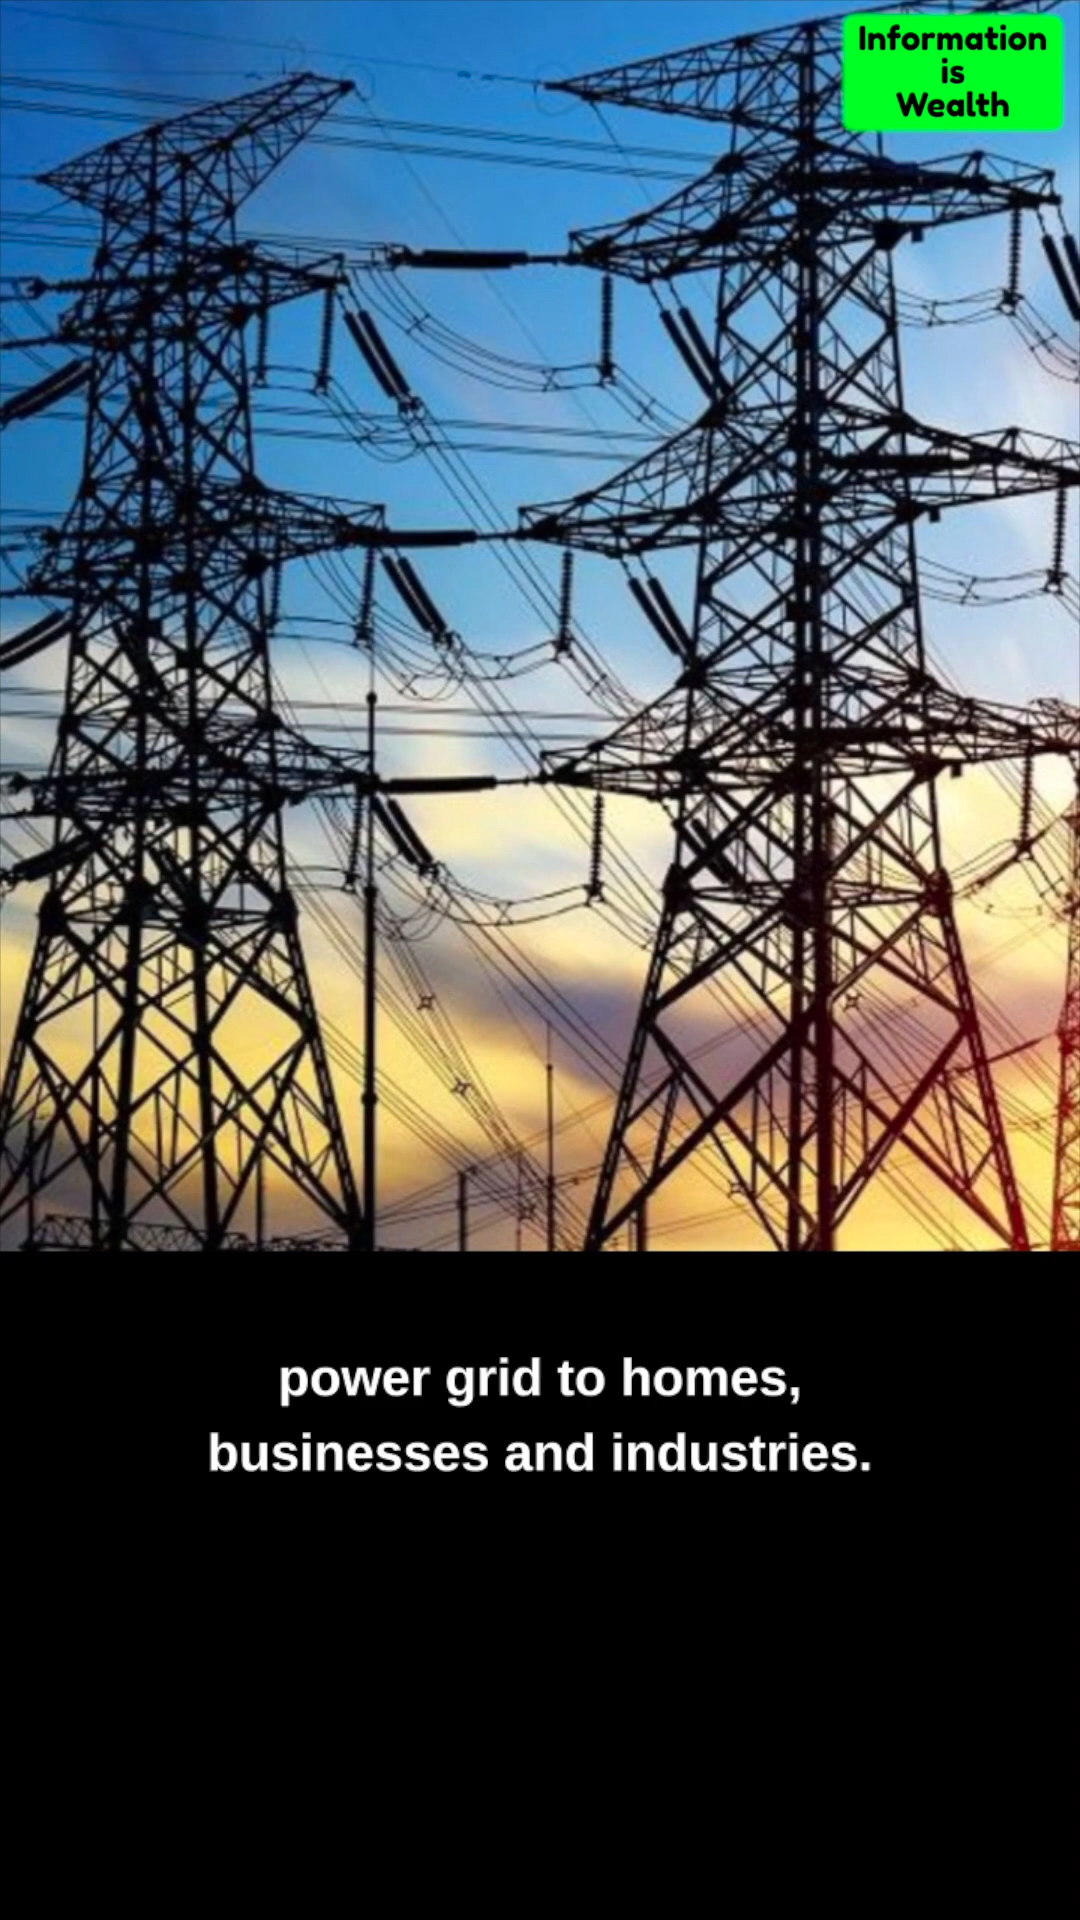 Information
is
Wealth
power grid to homes,
businesses and industries.